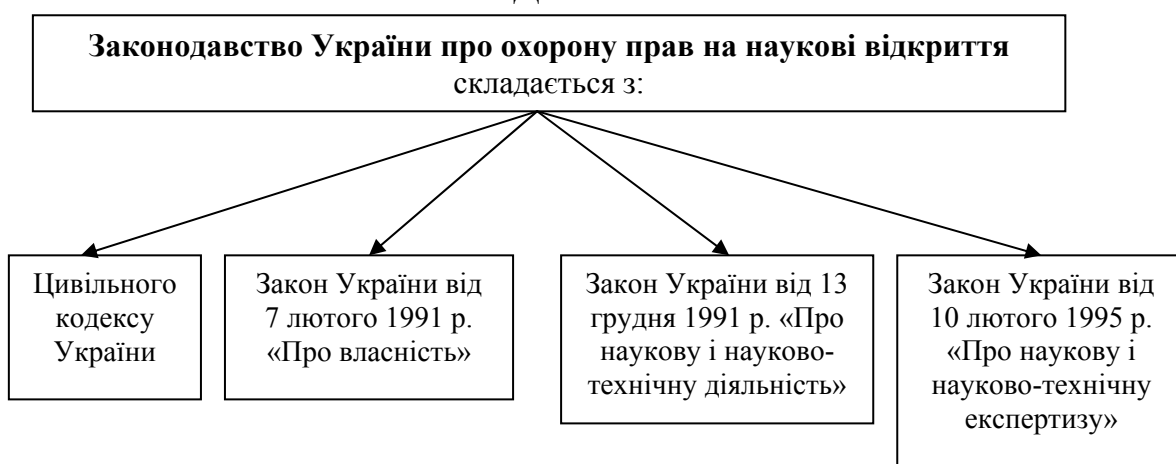 Законодавство України про охорону прав на наукові відкриття
складається з:
Цивільного
кодексу
України
Закон України від
7 лютого 1991 р.
«Про власність»
Закон України від 13
грудня 1991 р. «Про
наукову і науково-
технічну діяльність»
Закон України від
10 лютого 1995 р.
«Про наукову і
науково-технічну
експертизу»